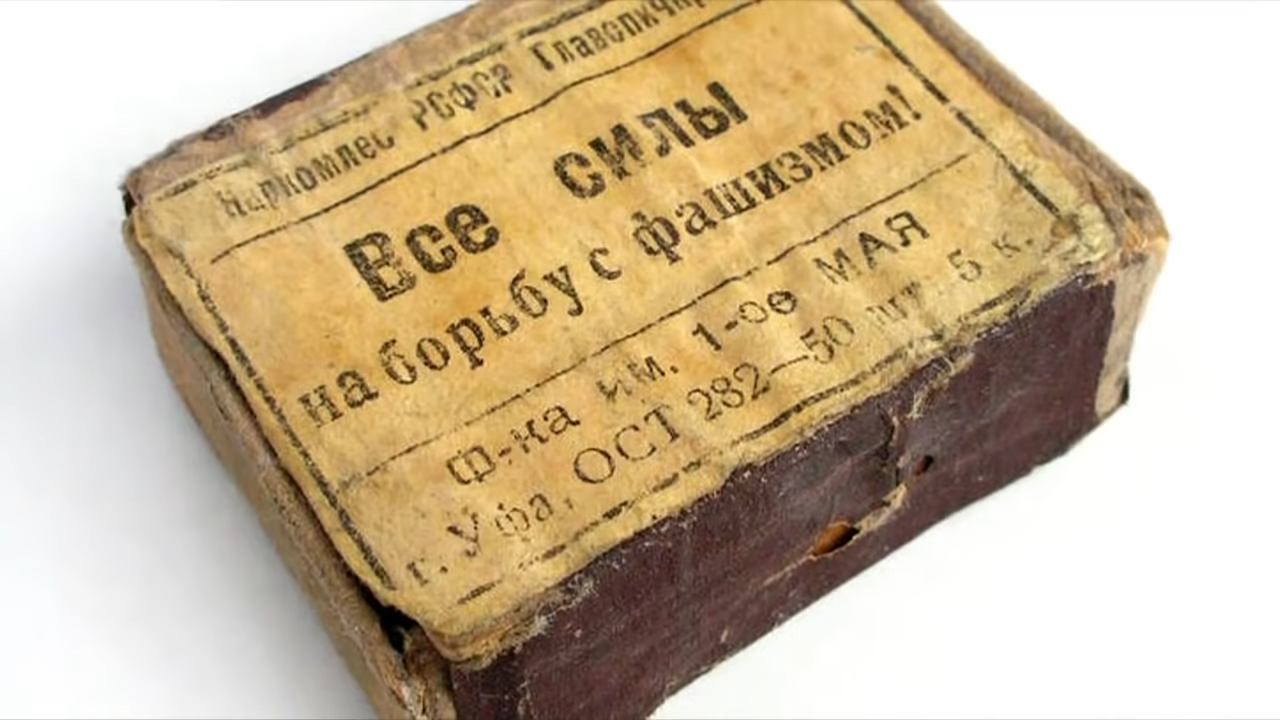 Наркомлес РСФСР Главспичпр
Все силы
на борьбу с фашизмом!
Ф-ка им. 1-ое МАЯ
г. Уфа, ОСТ 282—50 шт. 5 к.